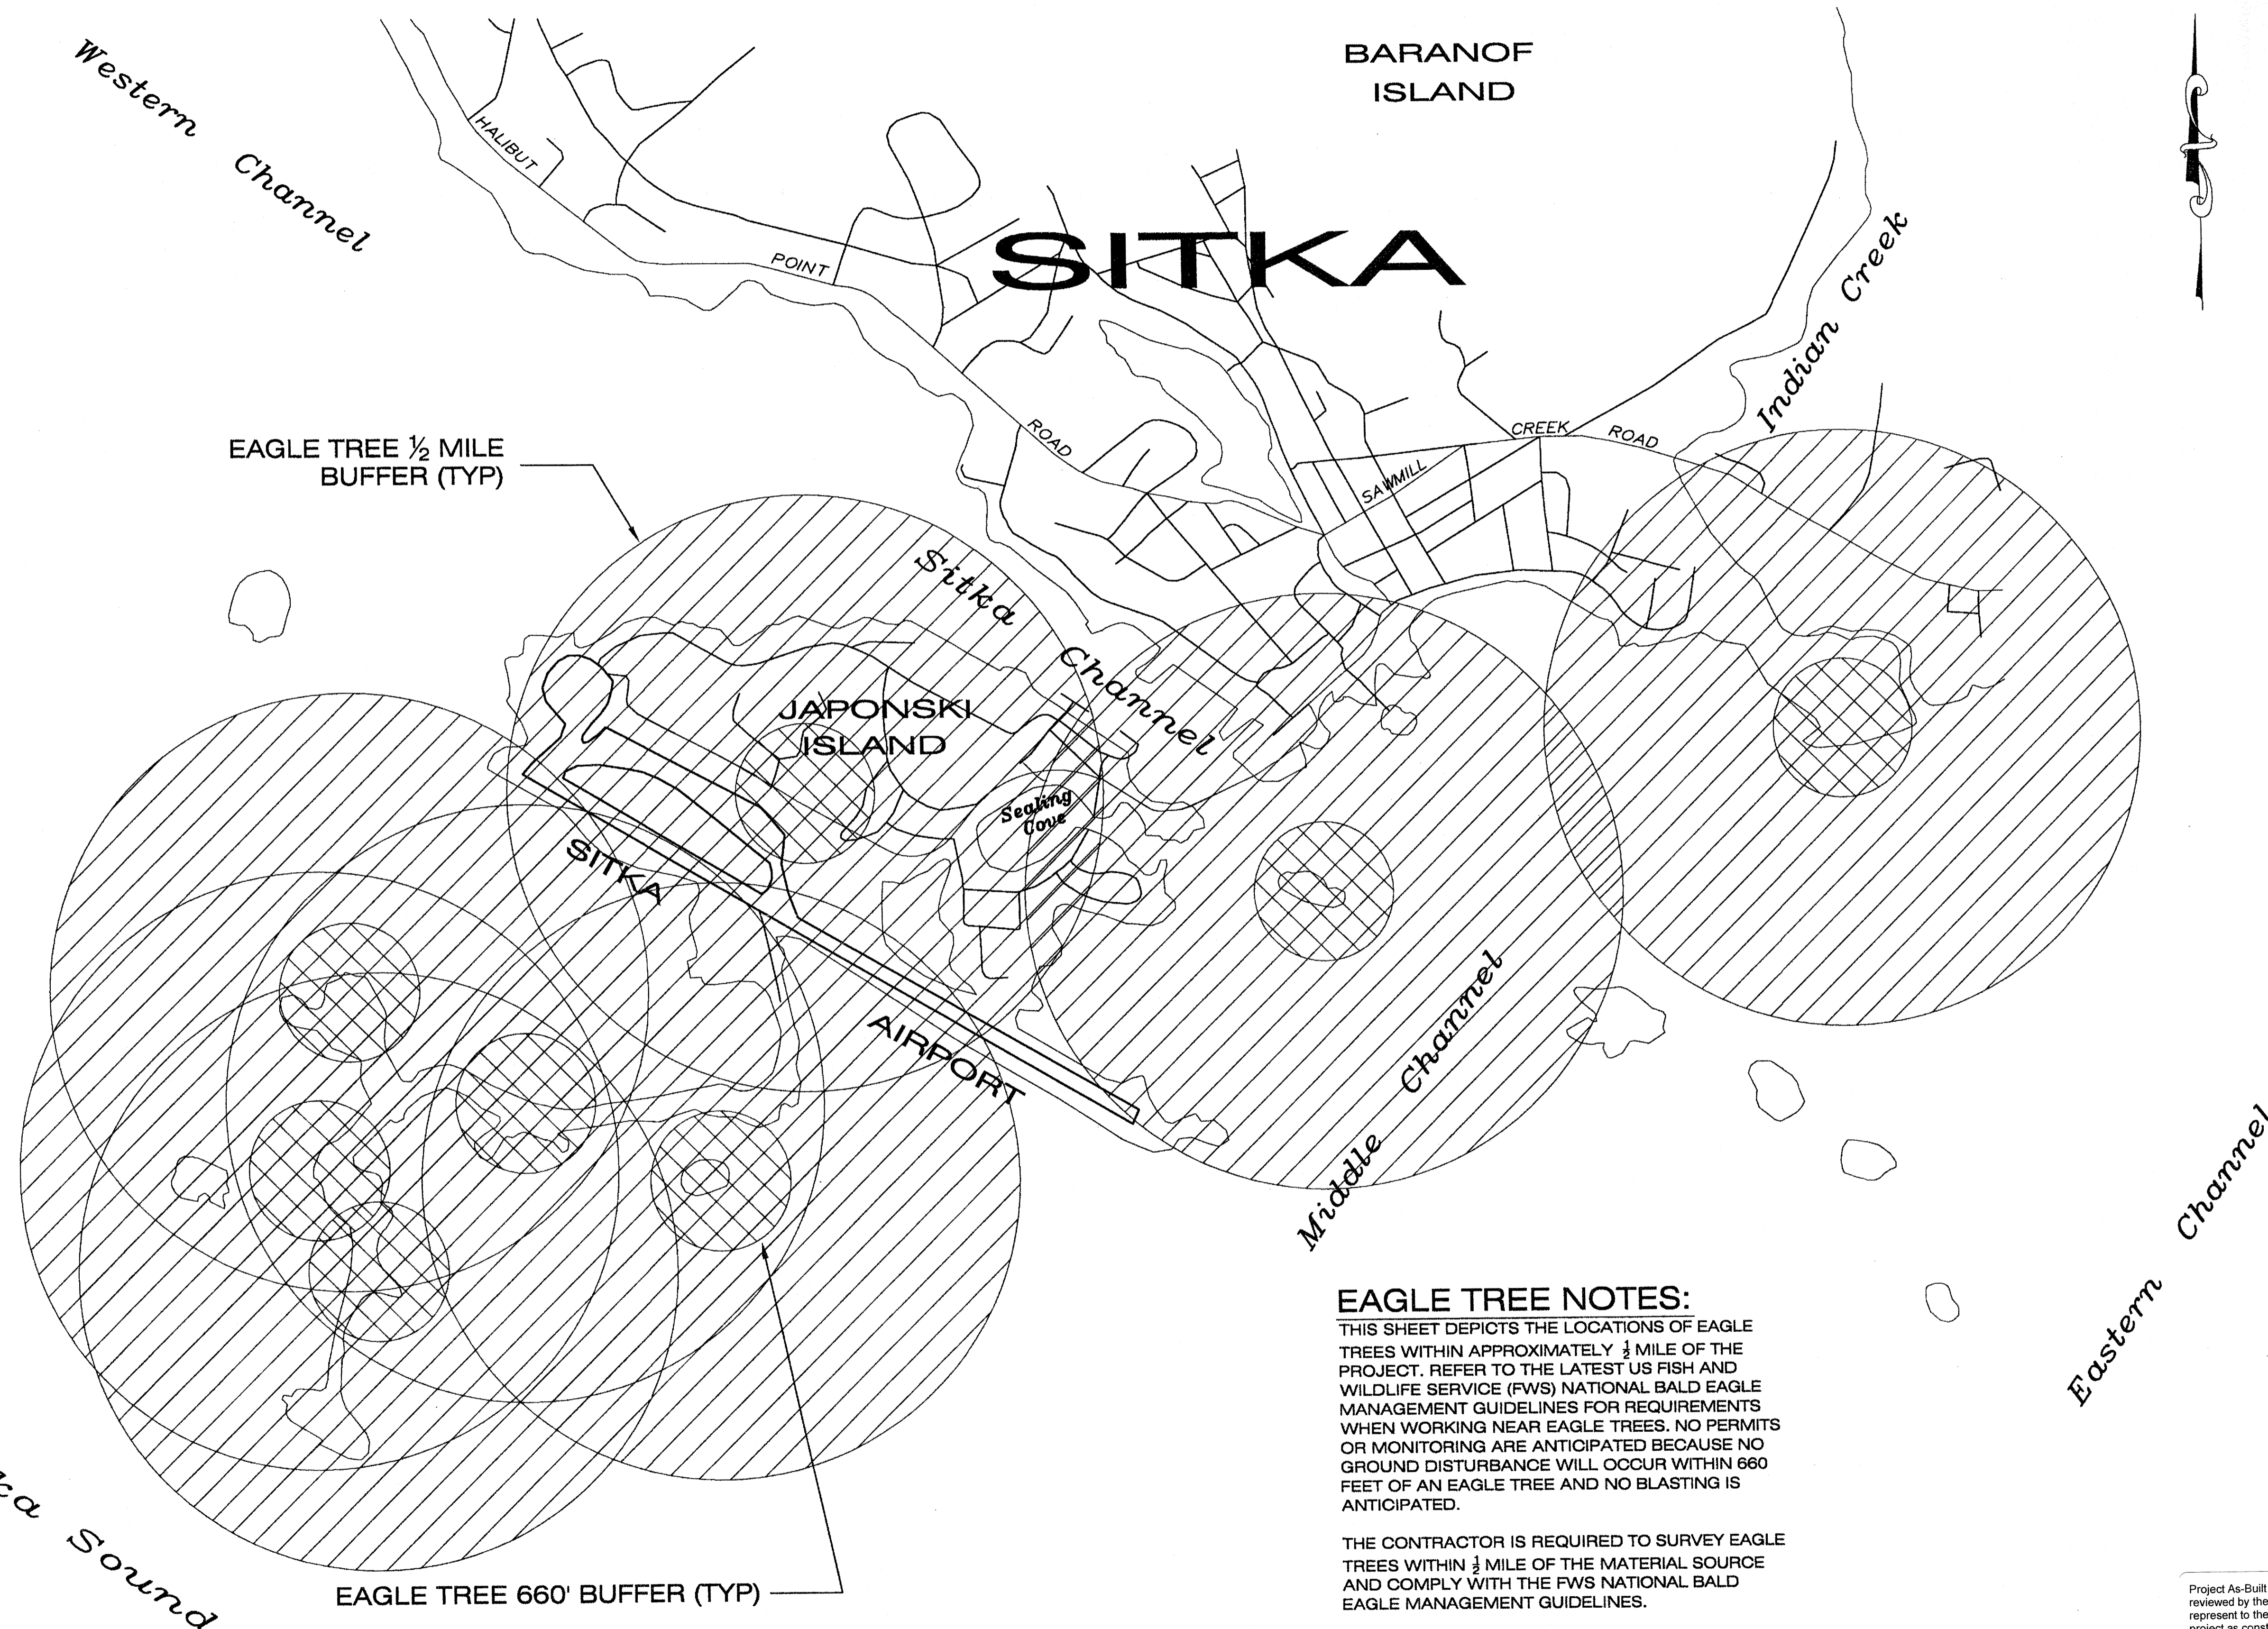 Western
Channel
BARANOF
ISLAND
HALIBUT
POINT
SITKA
Indian Creek
ROAD
CREEK
ROAD
SAWMILL
EAGLE TREE ½ MILE
BUFFER (TYP)
Sitka
Channel
JAPONSKI
ISLAND
Sealing
Cove
SITKA
AIRPORT
Middle Channel
Eastern Channel
EAGLE TREE NOTES:
THIS SHEET DEPICTS THE LOCATIONS OF EAGLE
TREES WITHIN APPROXIMATELY ½ MILE OF THE
PROJECT. REFER TO THE LATEST US FISH AND
WILDLIFE SERVICE (FWS) NATIONAL BALD EAGLE
MANAGEMENT GUIDELINES FOR REQUIREMENTS
WHEN WORKING NEAR EAGLE TREES. NO PERMITS
OR MONITORING ARE ANTICIPATED BECAUSE NO
GROUND DISTURBANCE WILL OCCUR WITHIN 660
FEET OF AN EAGLE TREE AND NO BLASTING IS
ANTICIPATED.
THE CONTRACTOR IS REQUIRED TO SURVEY EAGLE
TREES WITHIN ½ MILE OF THE MATERIAL SOURCE
AND COMPLY WITH THE FWS NATIONAL BALD
EAGLE MANAGEMENT GUIDELINES.
Sound
EAGLE TREE 660' BUFFER (TYP)
Project As-Built
reviewed by the
represent to the
project as const